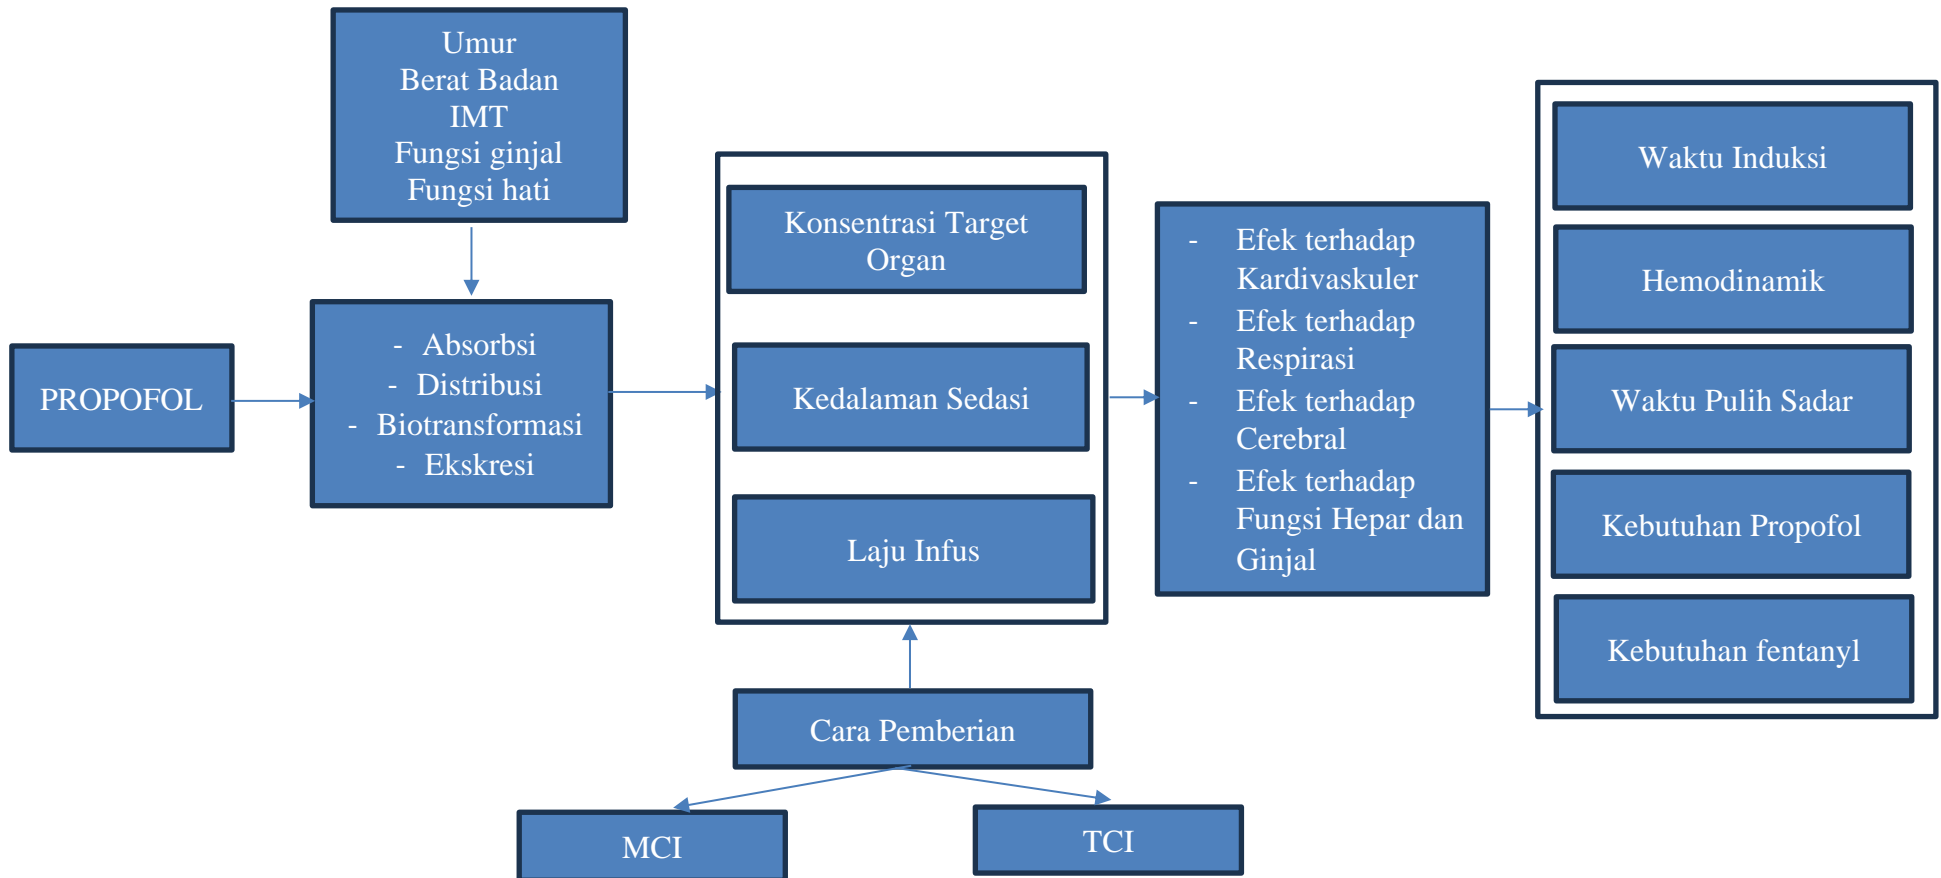 Umur
Berat Badan
IMT
Fungsi ginjal
Fungsi hati
PROPOFOL
- Absorbsi
- Distribusi
- Biotransformasi
- Ekskresi
Konsentrasi Target
Organ
Kedalaman Sedasi
Laju Infus
- Efek terhadap
Kardivaskuler
- Efek terhadap
Respirasi
- Efek terhadap
Cerebral
- Efek terhadap
Fungsi Hepar dan
Ginjal
Waktu Induksi
Hemodinamik
Waktu Pulih Sadar
Kebutuhan Propofol
Kebutuhan fentanyl
Cara Pemberian
MCI
TCI